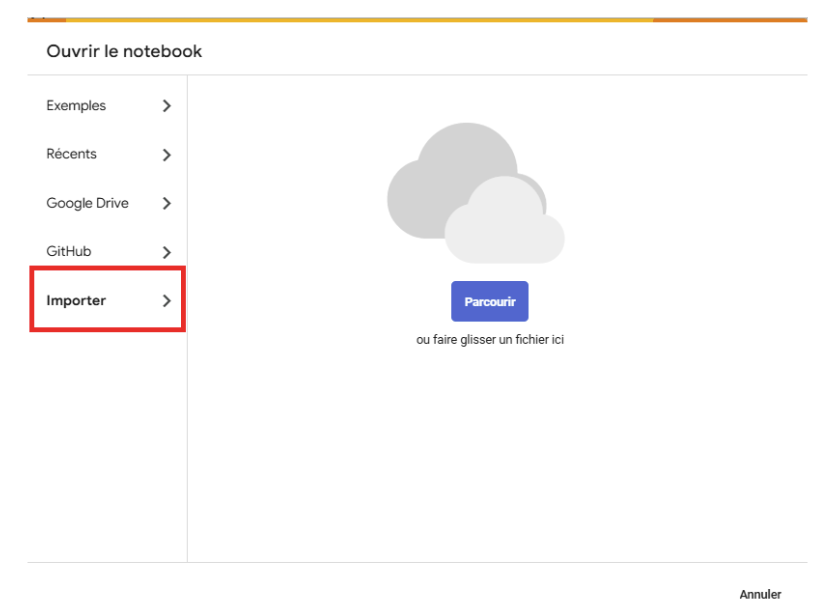 Ouvrir le notebook
Exemples
Récents
Google Drive
GitHub
Importer
Parcourir
ou faire glisser un fichier ici
Annuler